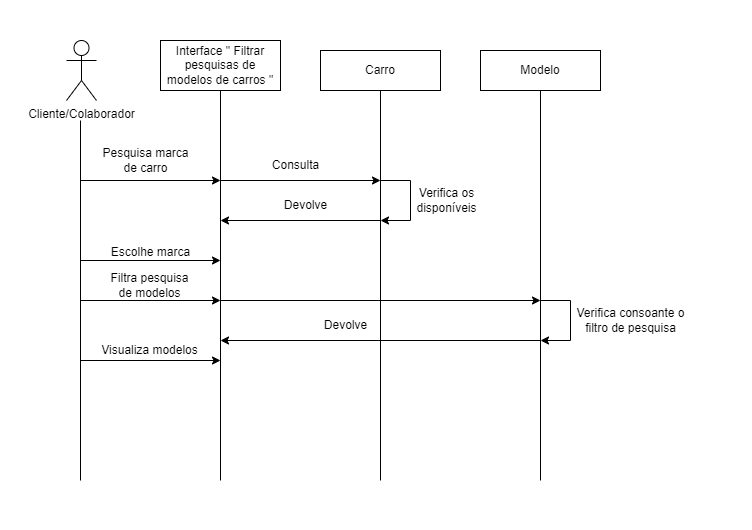 Interface " Filtrar
pesquisas de
modelos de carros "
Carro
Modelo
Cliente/Colaborador
Pesquisa marca
de carro
Consulta
Verifica os
disponíveis
Devolve
Escolhe marca
Filtra pesquisa
de modelos
Verifica consoante o
filtro de pesquisa
Devolve
Visualiza modelos